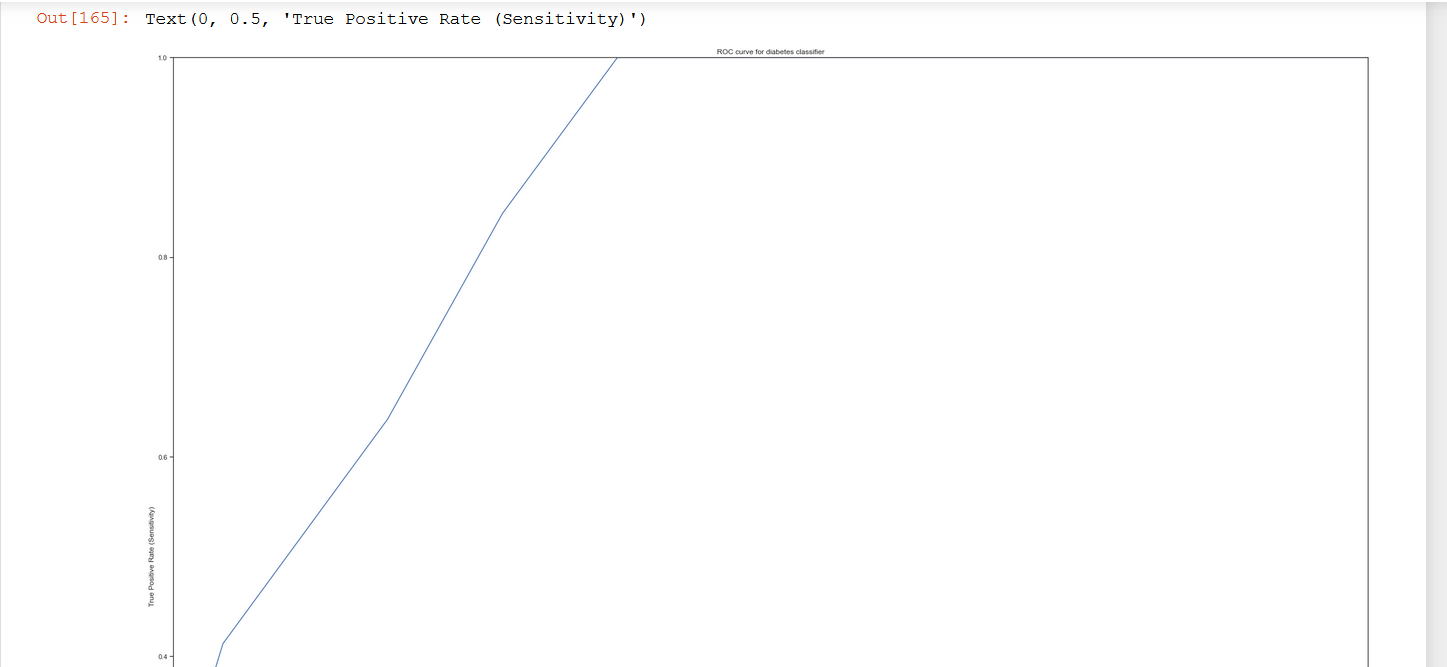 Out[165]: Text(0, 0.5, 'True Positive Rate (Sensitivity)')
ROC curve for diabetes classifier
1.0
0.8
0.6
True Positive Rate (Sensitivity)
0.4